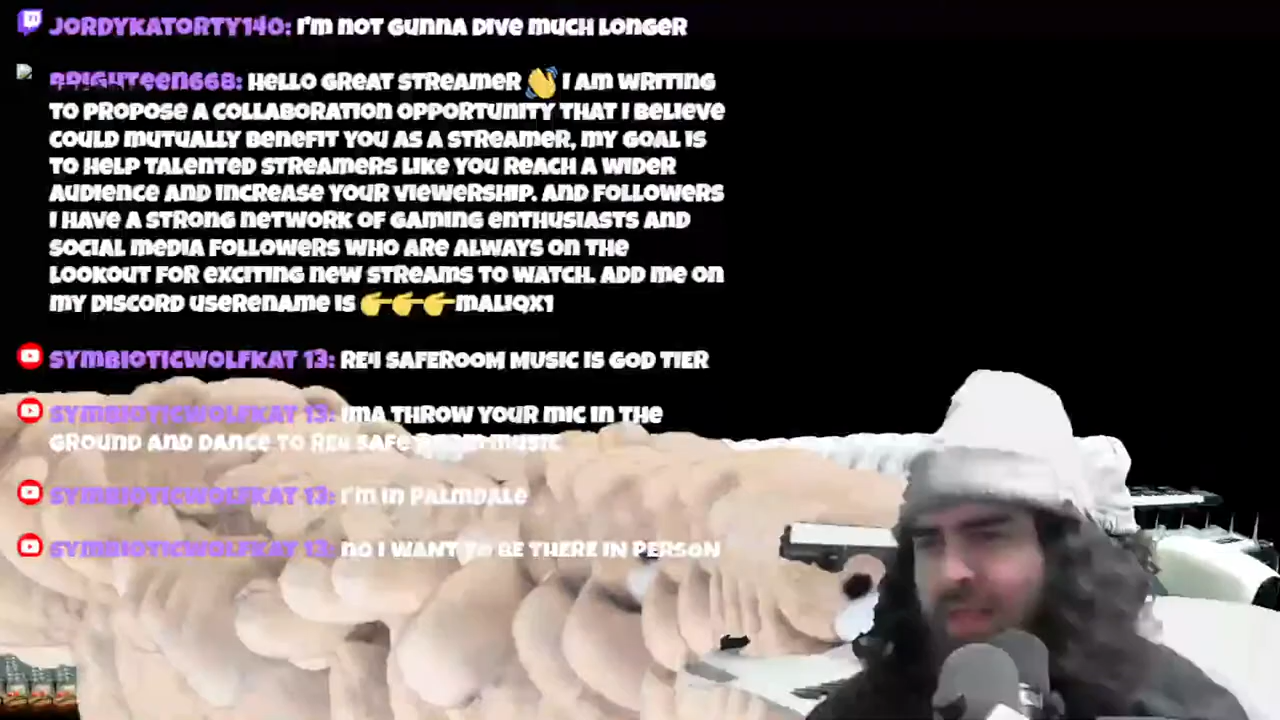 JORDYKATORTY140: I'M NOT GUNNA DIVE MUCH LONGER
BRIGHTEEN668: HELLO GREAT STREAMER 👋 I AM WRITING
TO PROPOSE A COLLABORATION OPPORTUNITY THAT I BELIEVE
COULD MUTUALLY BENEFIT YOU AS A STREAMER, MY GOAL IS
TO HELP TALENTED STREAMERS LIKE YOU REACH A WIDER
AUDIENCE AND INCREASE YOUR VIEWERSHIP. AND FOLLOWERS
I HAVE A STRONG NETWORK OF GAMING ENTHUSIASTS AND
SOCIAL MEDIA FOLLOWERS WHO ARE ALWAYS ON THE
LOOKOUT FOR EXCITING NEW STREAMS TO WATCH. ADD ME ON
MY DISCORD USERENAME IS 👉👉👉MALIQX1
SYMBIOTICWOLFKAT 13: RE4 SAFEROOM MUSIC IS GOD TIER
SYMBIOTICWOLFKAT 13: IMA THROW YOUR MIC IN THE
GROUND AND DANCE TO RE4 SAFE ROOM MUSIC
SYMBIOTICWOLFKAT 13: I'M IN PALMDALE
SYMBIOTICWOLFKAT 13: NO I WANT TO BE THERE IN PERSON